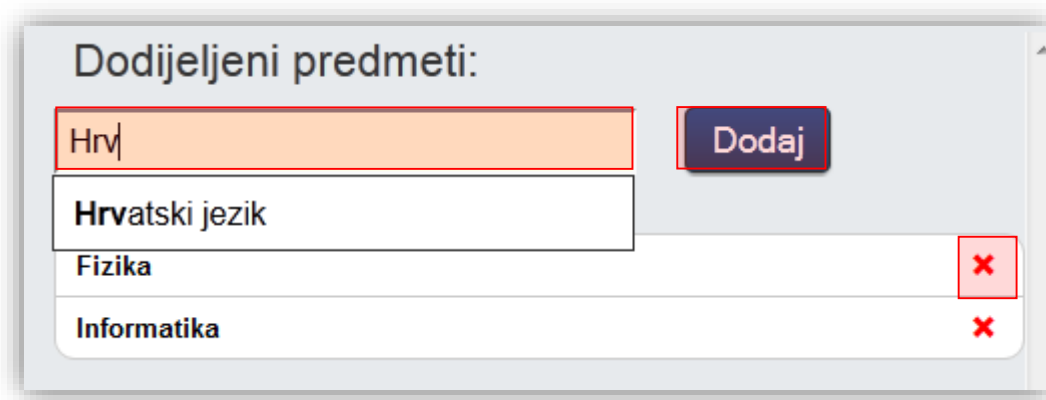 Dodijeljeni predmeti:
Hrv
Dodaj
Hrvatski jezik
Fizika
Informatika